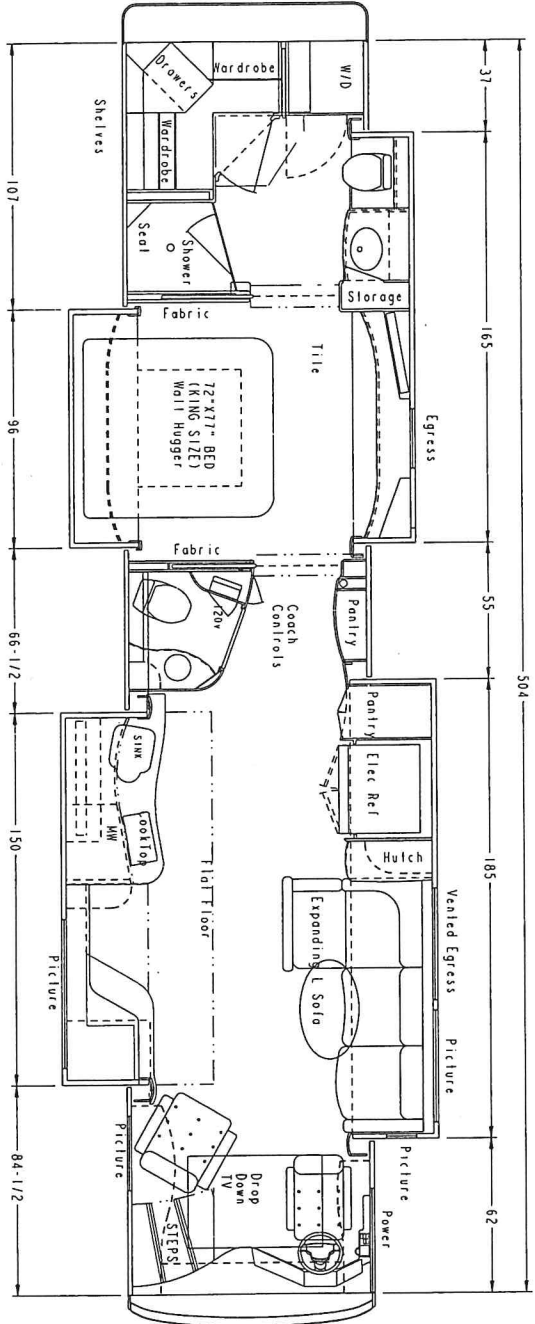 504
37
165
55
185
62
W/D
Wardrobe
Drawers
Wardrobe
Shelves
Seat
Shower
Storage
Egress
Fabric
Tile
72"X77" BED
(KING SIZE)
Wall Hugger
Fabric
120v
Coach
Controls
Pantry
Pantry
Elec Ref
Hutch
Vented Egress
Picture
Expanding L Sofa
Sink
CookTop
MW
Flat Floor
Picture
Picture
Power
Drop
Down
TV
STEPS
Picture
107
96
66-1/2
150
84-1/2